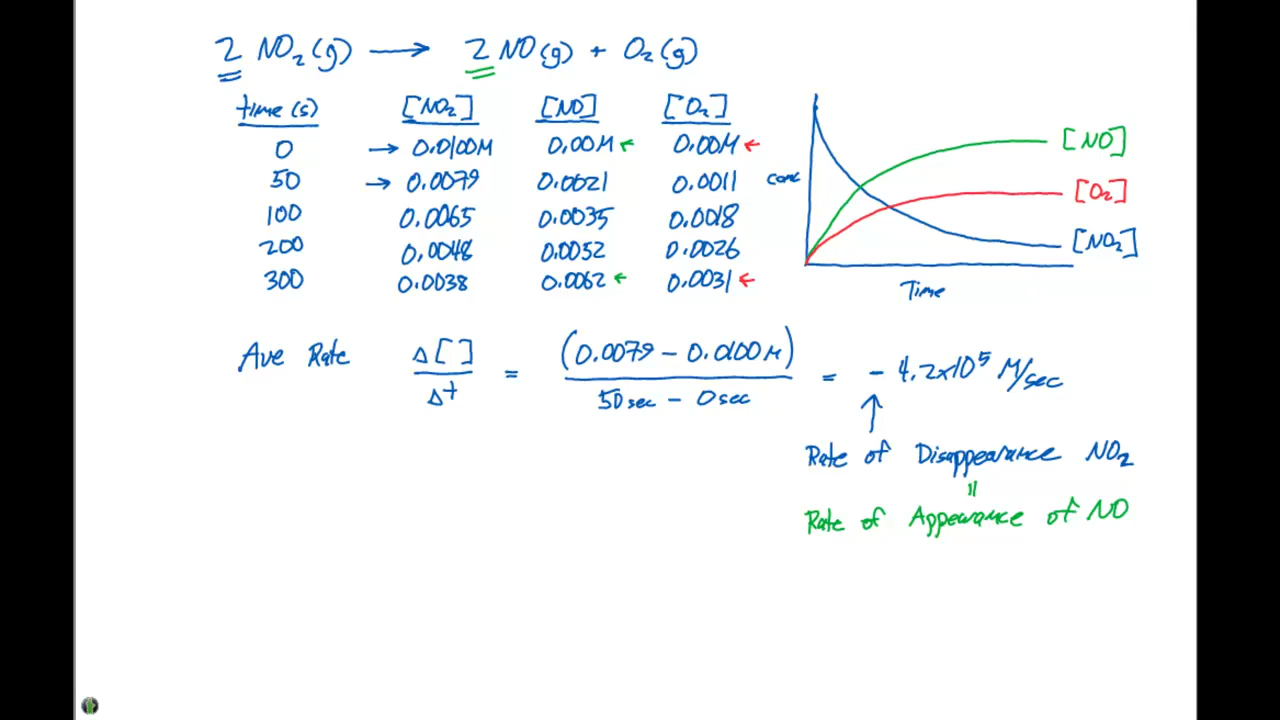 2 NO₂(g) → 2 NO(g) + O₂(g)
time(s) [NO₂] [NO] [O₂]
0 → 0.0100M 0.00M ← 0.00M ←
50 → 0.0079 0.0021 0.0011
100 0.0065 0.0035 0.0018
200 0.0048 0.0052 0.0026
300 0.0038 0.0062 ← 0.0031 ←
conc
[NO]
[O₂]
[NO₂]
Time
Ave Rate Δ[ ]/Δt = (0.0079 - 0.0100M)/(50sec - 0sec) = - 4.2x10⁵ M/sec
↑
Rate of Disappearance NO₂
=
Rate of Appearance of NO